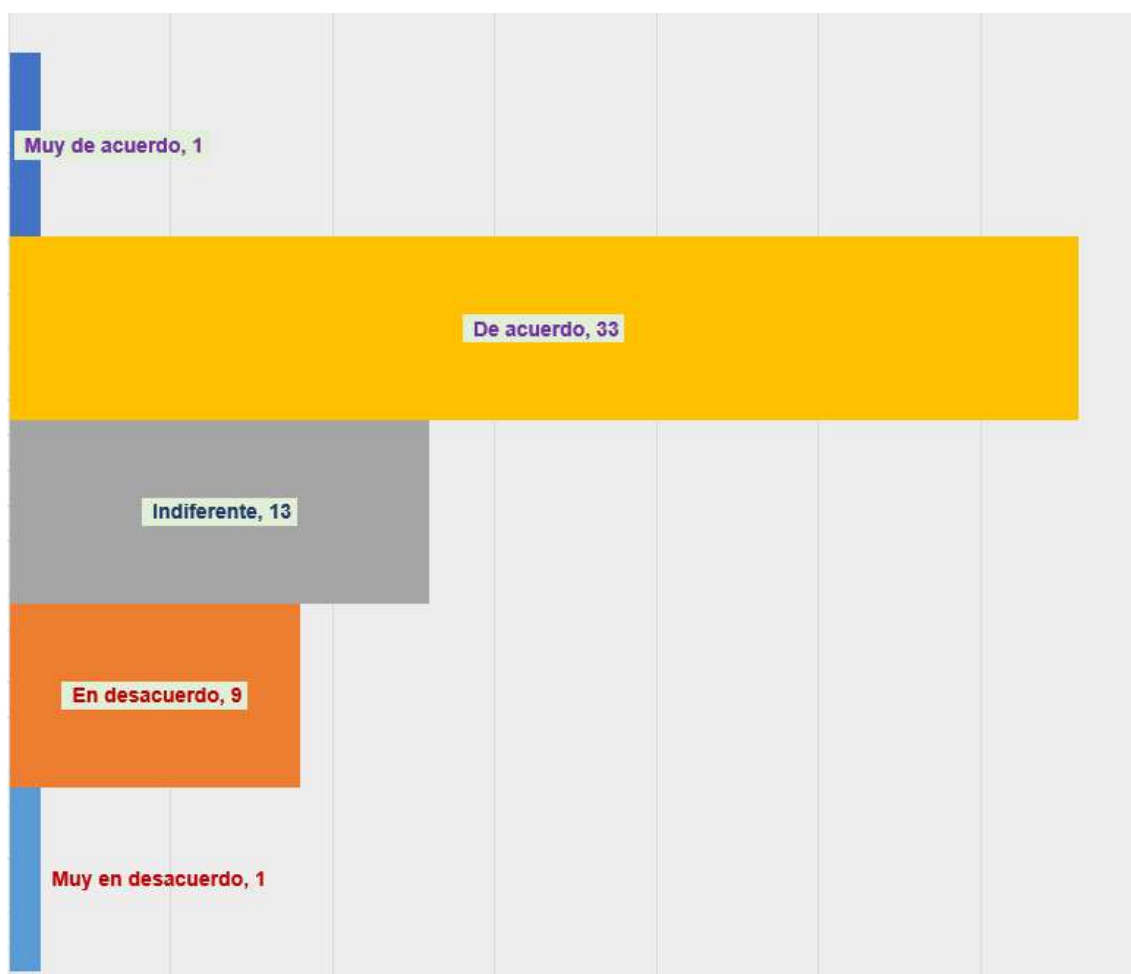 Muy de acuerdo, 1
De acuerdo, 33
Indiferente, 13
En desacuerdo, 9
Muy en desacuerdo, 1